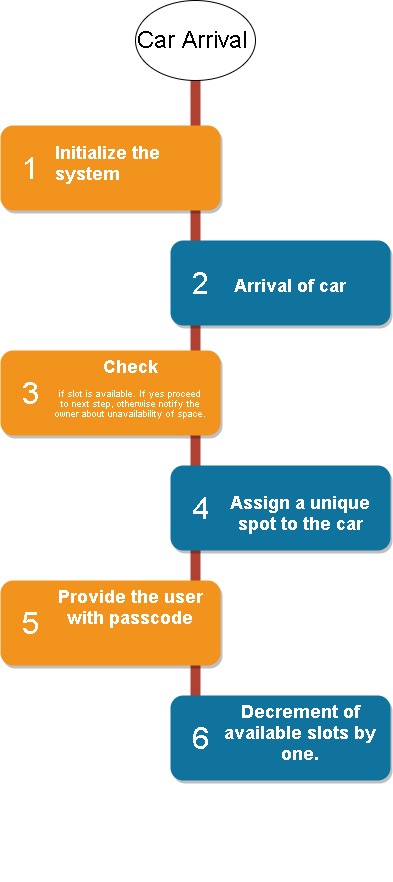 Car Arrival
1
Initialize the
system
2
Arrival of car
3
Check
if slot is available. If yes proceed
to next step, otherwise notify the
owner about unavailability of space.
4
Assign a unique
spot to the car
5
Provide the user
with passcode
6
Decrement of
available slots by
one.